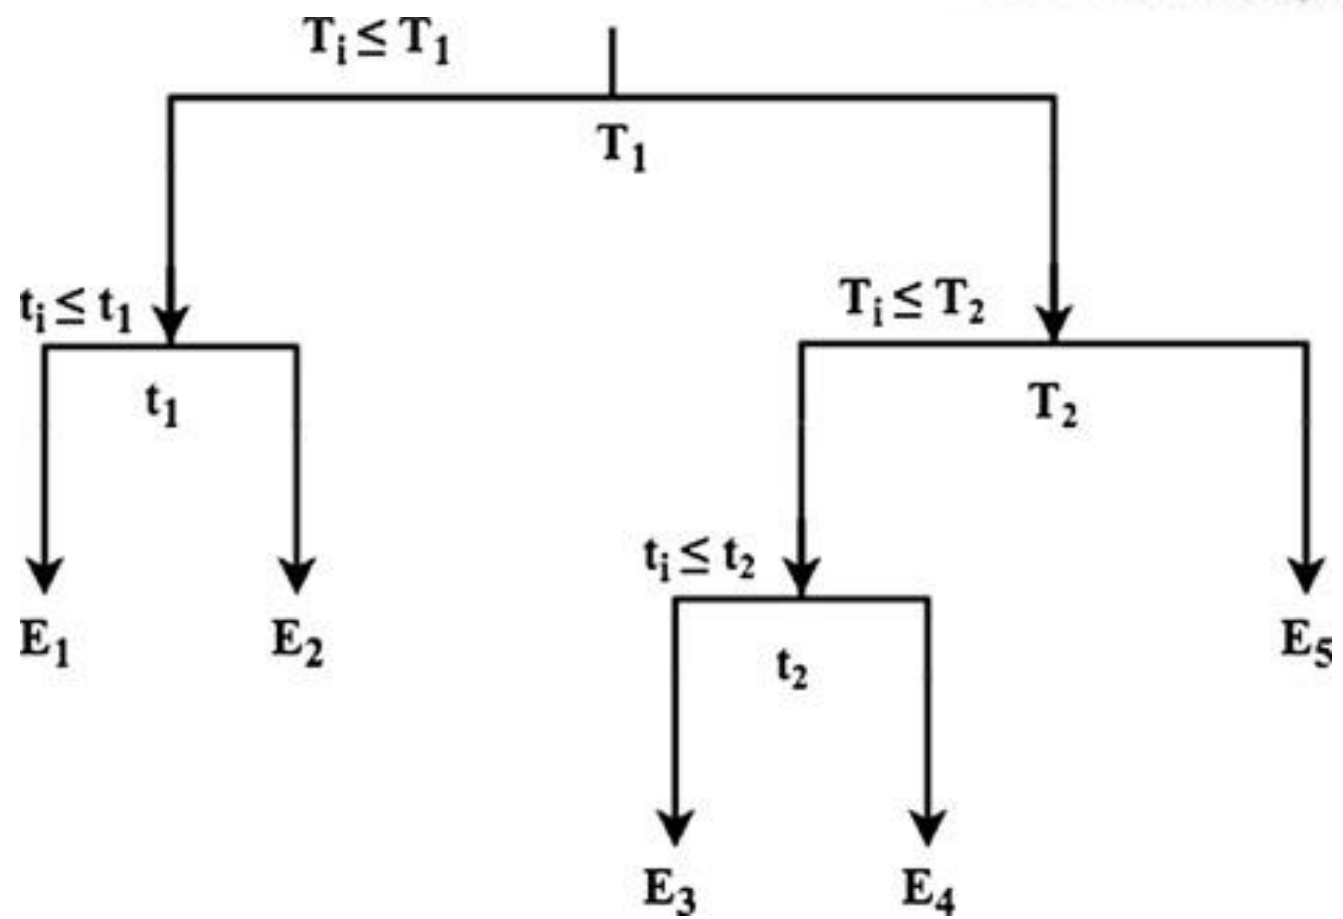 Tᵢ ≤ T₁
T₁
tᵢ ≤ t₁
Tᵢ ≤ T₂
t₁
T₂
tᵢ ≤ t₂
E₁
E₂
t₂
E₅
E₃
E₄